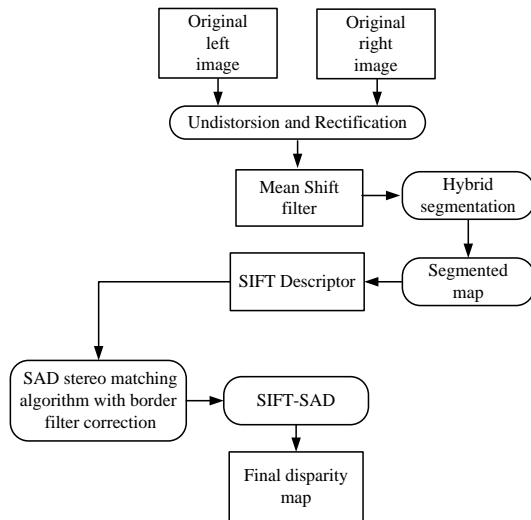 Original
left
image
Original
right
image
Undistorsion and Rectification
Mean Shift
filter
Hybrid
segmentation
Segmented
map
SIFT Descriptor
SAD stereo matching
algorithm with border
filter correction
SIFT-SAD
Final disparity
map